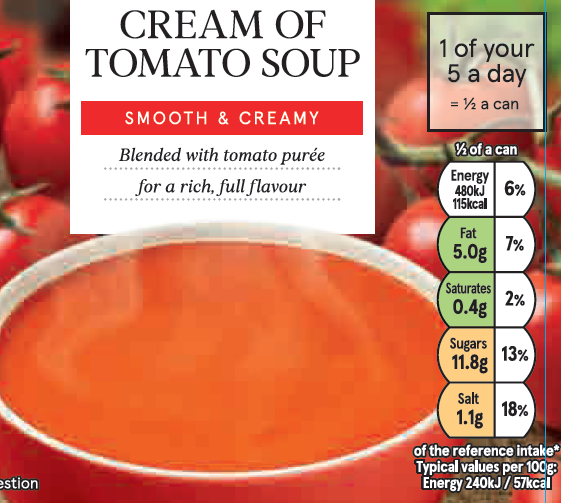 CREAM OF
TOMATO SOUP
SMOOTH & CREAMY
Blended with tomato purée
for a rich, full flavour
1 of your
5 a day
= ½ a can
½ of a can
Energy
480kJ
115kcal
6%
Fat
5.0g
7%
Saturates
0.4g
2%
Sugars
11.8g
13%
Salt
1.1g
18%
of the reference intake*
Typical values per 100g:
Energy 240kJ / 57kcal
estion